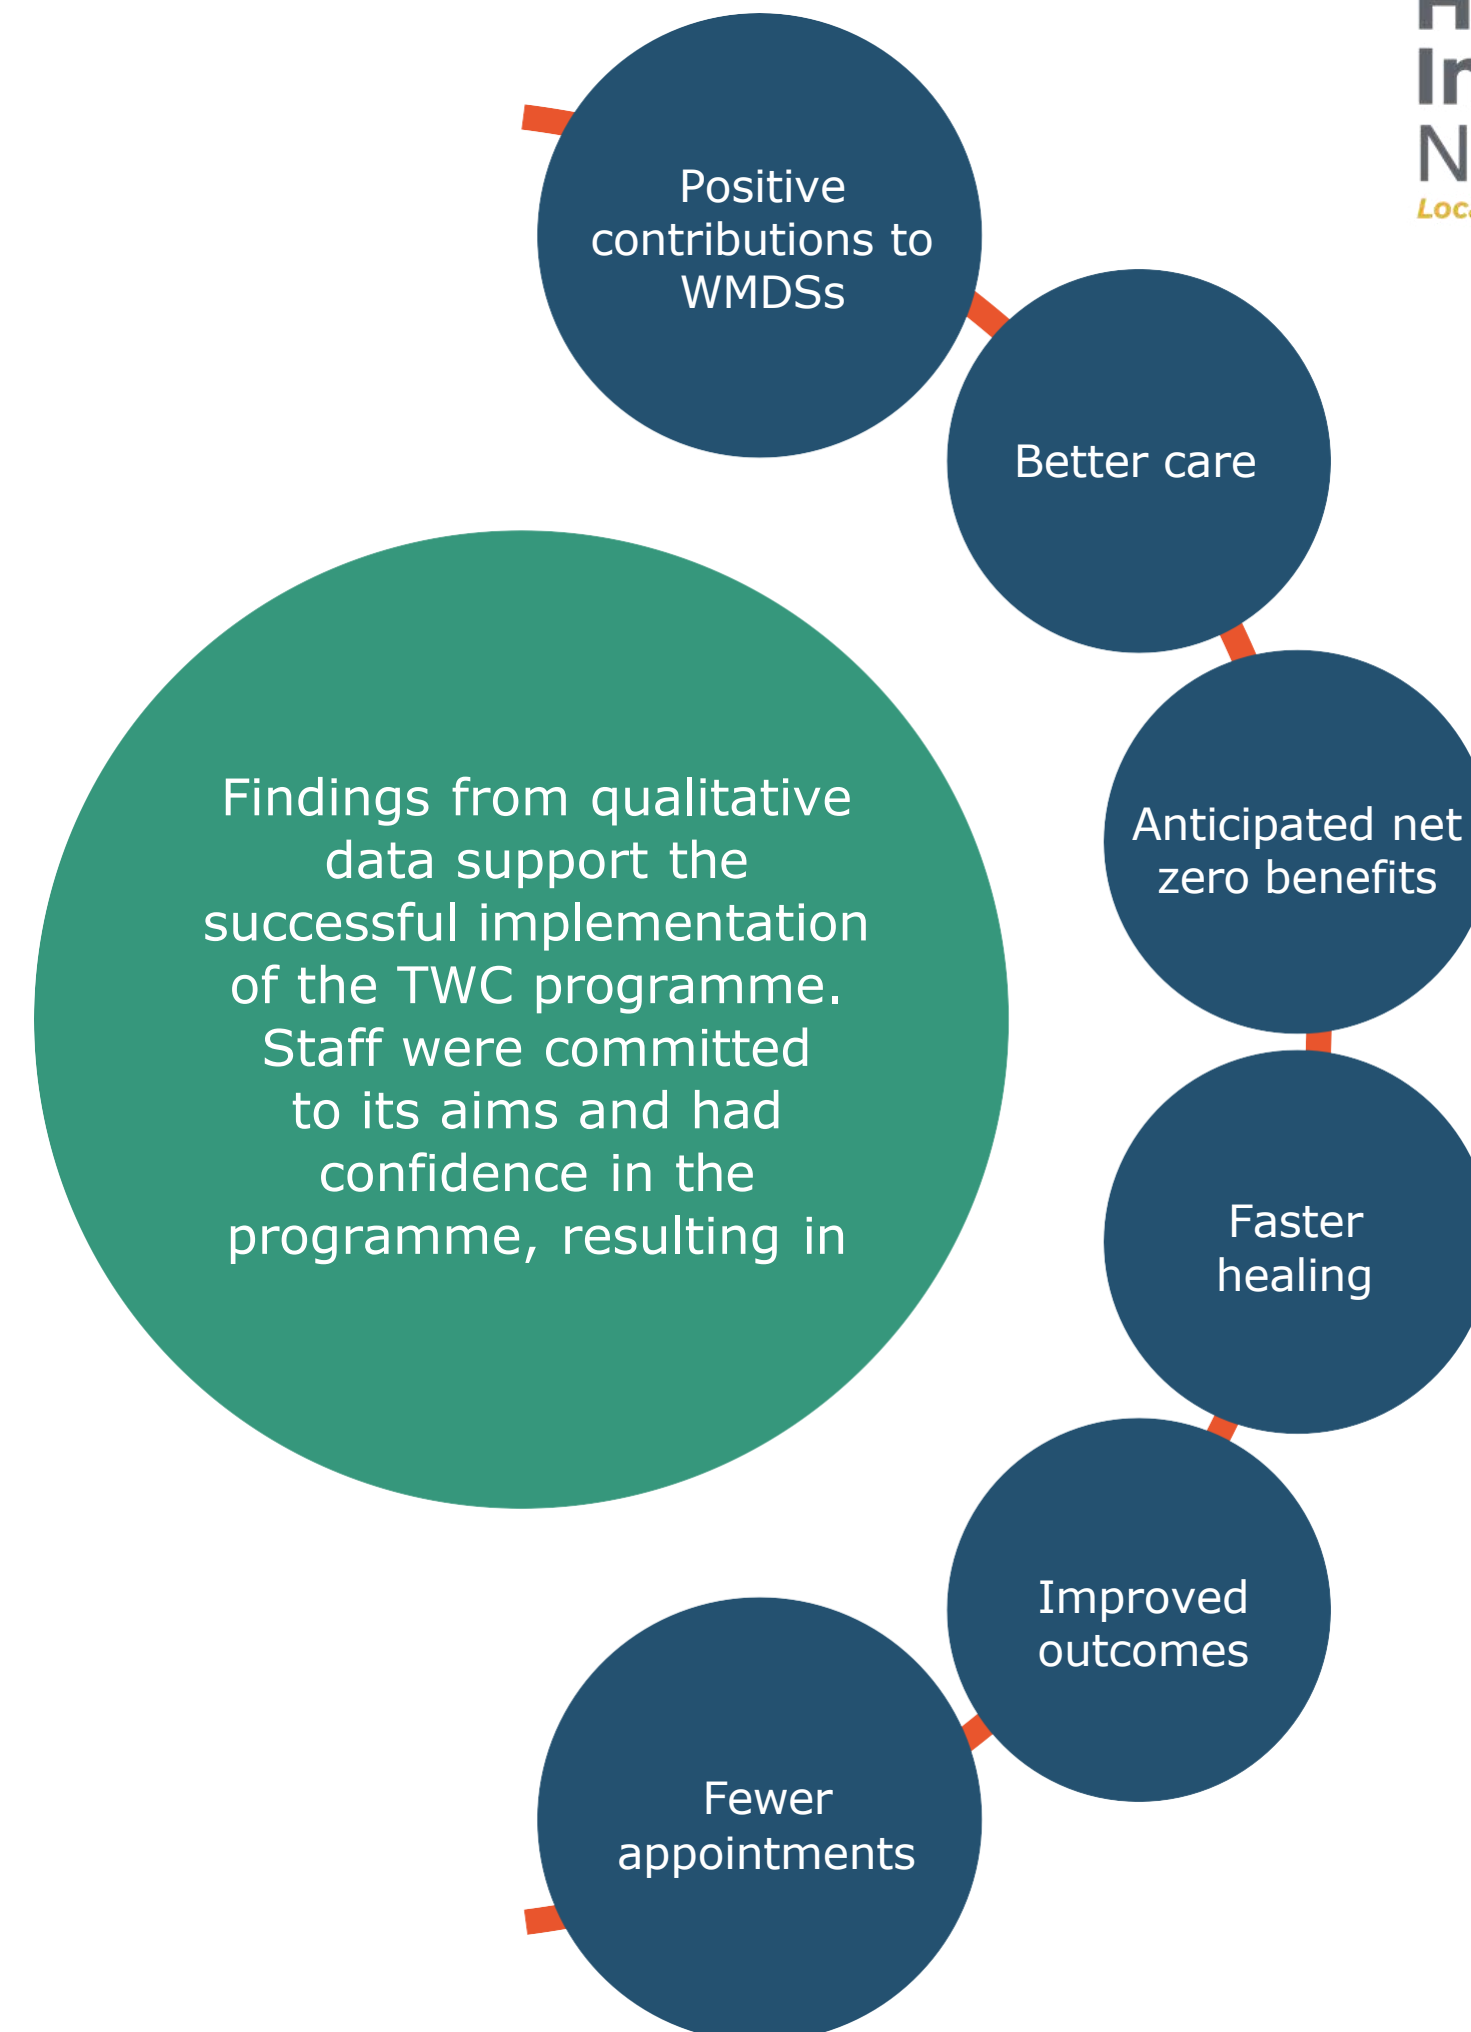 Positive
contributions to
WMDSs
Better care
Anticipated net
zero benefits
Findings from qualitative
data support the
successful implementation
of the TWC programme.
Staff were committed
to its aims and had
confidence in the
programme, resulting in
Faster
healing
Improved
outcomes
Fewer
appointments